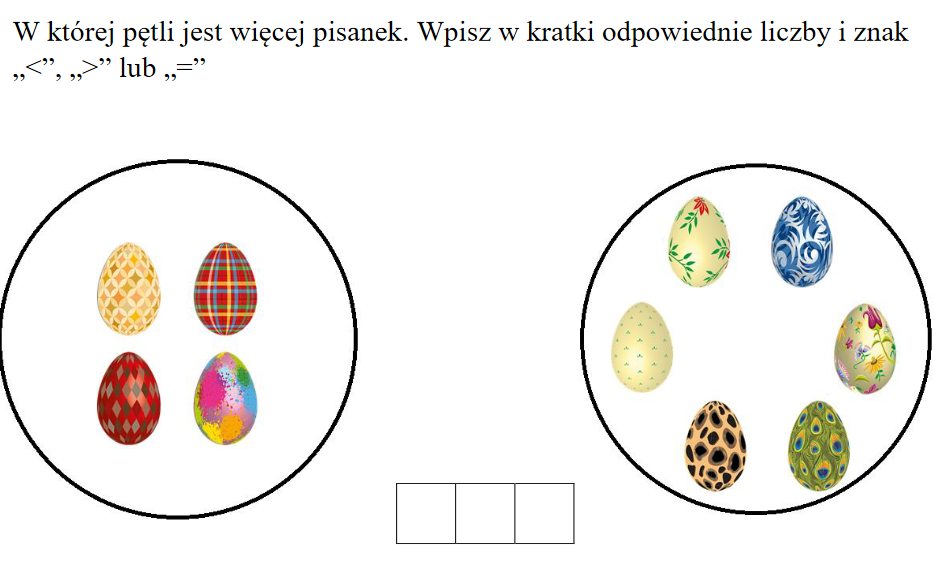 W której pętli jest więcej pisanek. Wpisz w kratki odpowiednie liczby i znak
„<”, „>” lub „=”